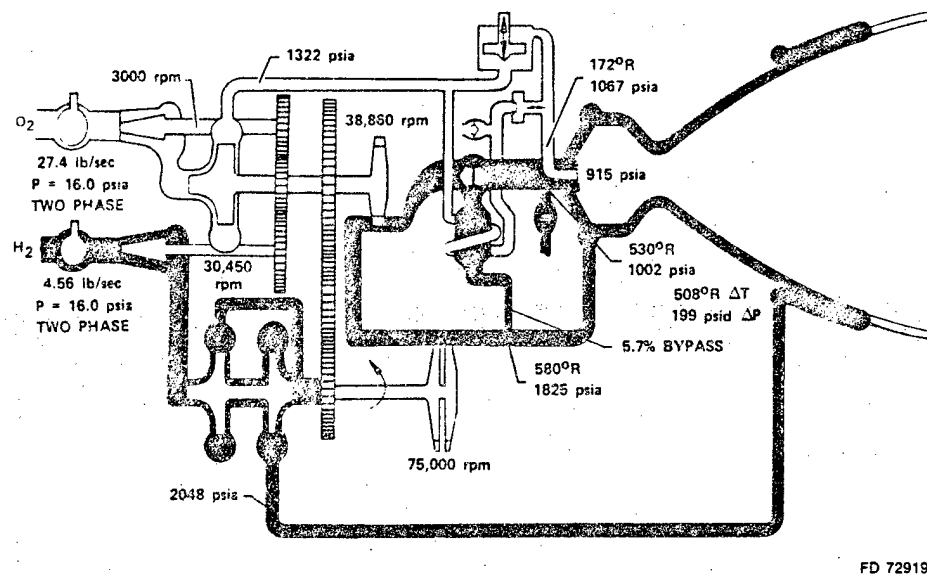 1322 psia
3000 rpm
172°R
1067 psia
O2
38,880 rpm
27.4 lb/sec
P = 16.0 psia
TWO PHASE
915 psia
H2
4.56 lb/sec
P = 16.0 psia
TWO PHASE
30,450
rpm
530°R
1002 psia
508°R ΔT
199 psid ΔP
5.7% BYPASS
580°R
1825 psia
75,000 rpm
2048 psia
FD 72919